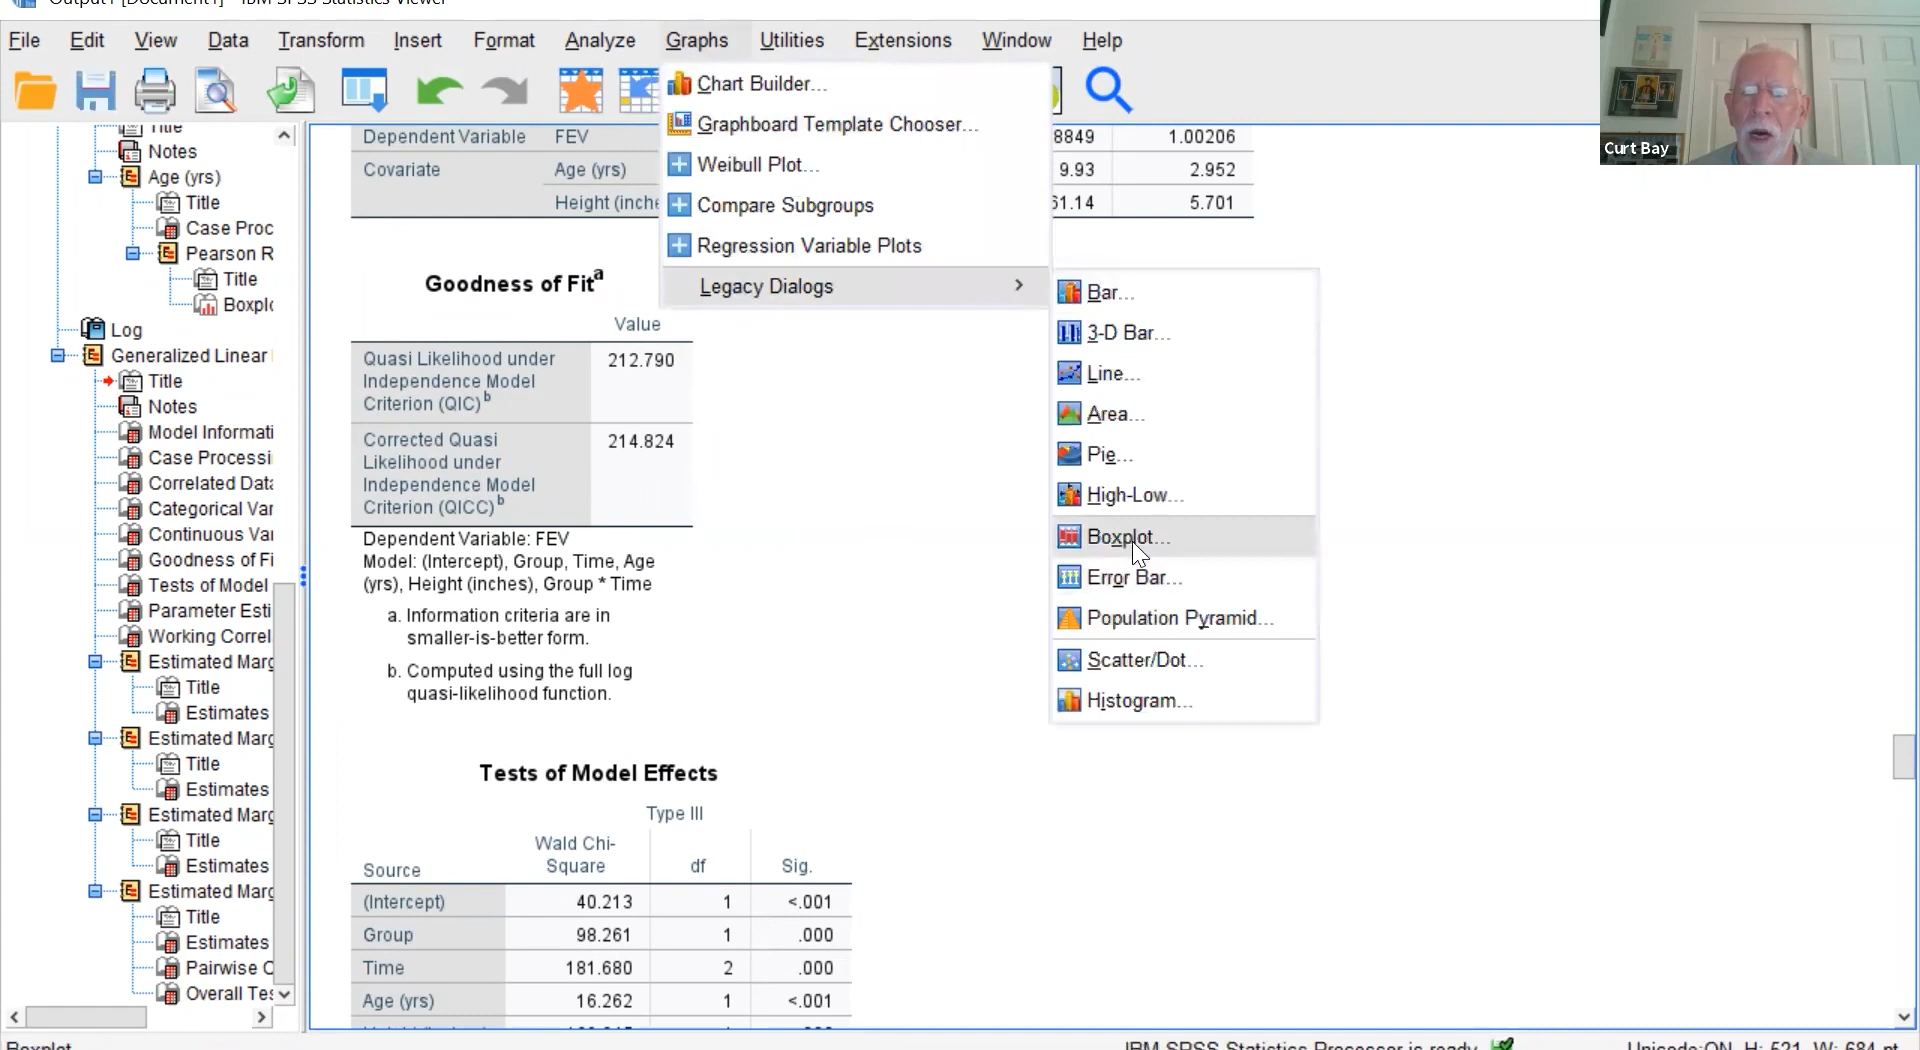 Output1 [Document1] - IBM SPSS Statistics Viewer
File Edit View Data Transform Insert Format Analyze Graphs Utilities Extensions Window Help
Chart Builder...
Graphboard Template Chooser...
Weibull Plot...
Compare Subgroups
Regression Variable Plots
Legacy Dialogs
Bar...
3-D Bar...
Line...
Area...
Pie...
High-Low...
Boxplot...
Error Bar...
Population Pyramid...
Scatter/Dot...
Histogram...
Curt Bay
Title
Notes
Age (yrs)
Title
Case Proc
Pearson R
Title
Boxplo
Log
Generalized Linear
Title
Notes
Model Informati
Case Processi
Correlated Data
Categorical Var
Continuous Var
Goodness of Fi
Tests of Model
Parameter Esti
Working Correl
Estimated Marg
Title
Estimates
Estimated Marg
Title
Estimates
Estimated Marg
Title
Estimates
Estimated Marg
Title
Estimates
Pairwise C
Overall Tes
Dependent Variable FEV 8849 1.00206
Covariate Age (yrs) 9.93 2.952
Height (inche 61.14 5.701
Goodness of Fit a
Value
Quasi Likelihood under 212.790
Independence Model
Criterion (QIC) b
Corrected Quasi 214.824
Likelihood under
Independence Model
Criterion (QICC) b
Dependent Variable: FEV
Model: (Intercept), Group, Time, Age
(yrs), Height (inches), Group * Time
a. Information criteria are in
smaller-is-better form.
b. Computed using the full log
quasi-likelihood function.
Tests of Model Effects
Type III
Wald Chi-
Source Square df Sig.
(Intercept) 40.213 1 <.001
Group 98.261 1 .000
Time 181.680 2 .000
Age (yrs) 16.262 1 <.001
Boxplot
IBM SPSS Statistics Processor is ready
Unicode:ON H: 521, W: 684 pt